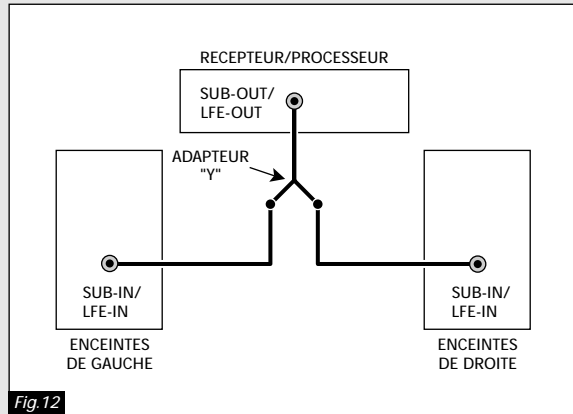 RECEPTEUR/PROCESSEUR
SUB-OUT/
LFE-OUT
ADAPTEUR
"Y"
SUB-IN/
LFE-IN
SUB-IN/
LFE-IN
ENCEINTES
DE GAUCHE
ENCEINTES
DE DROITE
Fig.12